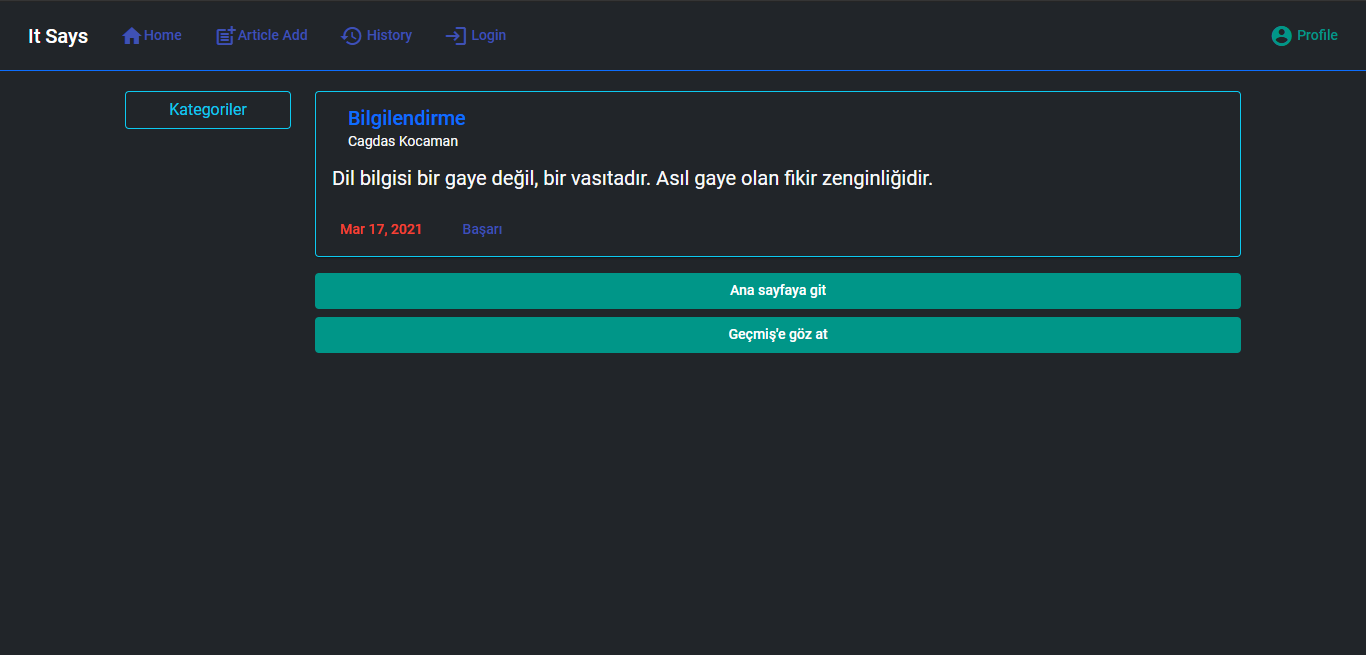 It Says Home Article Add History Login Profile
Kategoriler
Bilgilendirme
Cagdas Kocaman
Dil bilgisi bir gaye değil, bir vasıtadır. Asıl gaye olan fikir zenginliğidir.
Mar 17, 2021 Başarı
Ana sayfaya git
Geçmiş'e göz at